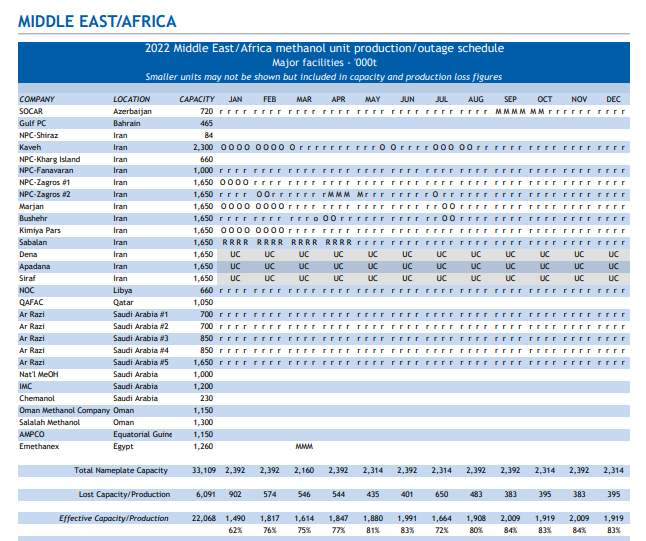 MIDDLE EAST/AFRICA
2022 Middle East/Africa methanol unit production/outage schedule
Major facilities - '000t
Smaller units may not be shown but included in capacity and production loss figures
COMPANY LOCATION CAPACITY JAN FEB MAR APR MAY JUN JUL AUG SEP OCT NOV DEC
SOCAR Azerbaijan 720 r r r r r r r r r r r r r r r r r r r r r r r r r r r r r r r r M M M M M M r r r r r r r r r r
Gulf PC Bahrain 465
NPC-Shiraz Iran 84
Kaveh Iran 2,300 O O O O O O O O O r r r r r r r r r O O r r r r O O O O O r r r r r r r r r r r r r r r r r r r
NPC-Kharg Island Iran 660
NPC-Fanavaran Iran 1,000 r r r r r r r r r r r r r r r r r r r r r r r r r r r r r r r r r r r r r r r r r r r r r r r r
NPC-Zagros #1 Iran 1,650 O O O O r r r r r r r r r r r r r r r r r r r r r r r r r r r r r r r r r r r r r r r r r r r r
NPC-Zagros #2 Iran 1,650 r r r r O O r r r r r r r M M M M r r r r r r r r O r r r r r r r r r r r r r r r r r r r r r r
Marjan Iran 1,650 O O O O O O O O r r r r r r r r r r r r r r r r r r O O r r r r r r r r r r r r r r r r r r r r
Bushehr Iran 1,650 r r r r r r r r r r r o O O r r r r r r r r r r r r O O r r r r r r r r r r r r r r r r r r r r
Kimiya Pars Iran 1,650 O O O O O O O O r r r r r r r r r r r r r r r r r r r r r r r r r r r r r r r r r r r r r r r r
Sabalan Iran 1,650 R R R R R R R R R R R R R R R R r r r r r r r r r r r r r r r r r r r r r r r r r r r r r r r r
Dena Iran 1,650 UC UC UC UC UC UC UC UC UC UC UC UC
Apadana Iran 1,650 UC UC UC UC UC UC UC UC UC UC UC UC
Siraf Iran 1,650 UC UC UC UC UC UC UC UC UC UC UC UC
NOC Libya 660 r r r r r r r r r r r r r r r r r r r r r r r r r r r r r r r r r r r r r r r r r r r r r r r r
QAFAC Qatar 1,050
Ar Razi Saudi Arabia #1 700 r r r r r r r r r r r r r r r r r r r r r r r r r r r r r r r r r r r r r r r r r r r r r r r r
Ar Razi Saudi Arabia #2 700 r r r r r r r r r r r r r r r r r r r r r r r r r r r r r r r r r r r r r r r r r r r r r r r r
Ar Razi Saudi Arabia #3 850 r r r r r r r r r r r r r r r r r r r r r r r r r r r r r r r r r r r r r r r r r r r r r r r r
Ar Razi Saudi Arabia #4 850 r r r r r r r r r r r r r r r r r r r r r r r r r r r r r r r r r r r r r r r r r r r r r r r r
Ar Razi Saudi Arabia #5 1,650 r r r r r r r r r r r r r r r r r r r r r r r r r r r r r r r r r r r r r r r r r r r r r r r r
Nat'l MeOH Saudi Arabia 1,000
IMC Saudi Arabia 1,200
Chemanol Saudi Arabia 230
Oman Methanol Company Oman 1,150
Salalah Methanol Oman 1,300
AMPCO Equatorial Guine 1,150
Emethanex Egypt 1,260 MMM
Total Nameplate Capacity 33,109 2,392 2,392 2,160 2,392 2,314 2,392 2,314 2,392 2,392 2,314 2,392 2,314
Lost Capacity/Production 6,091 902 574 546 544 435 401 650 483 383 395 383 395
Effective Capacity/Production 22,068 1,490 1,817 1,614 1,847 1,880 1,991 1,664 1,908 2,009 1,919 2,009 1,919
62% 76% 75% 77% 81% 83% 72% 80% 84% 83% 84% 83%